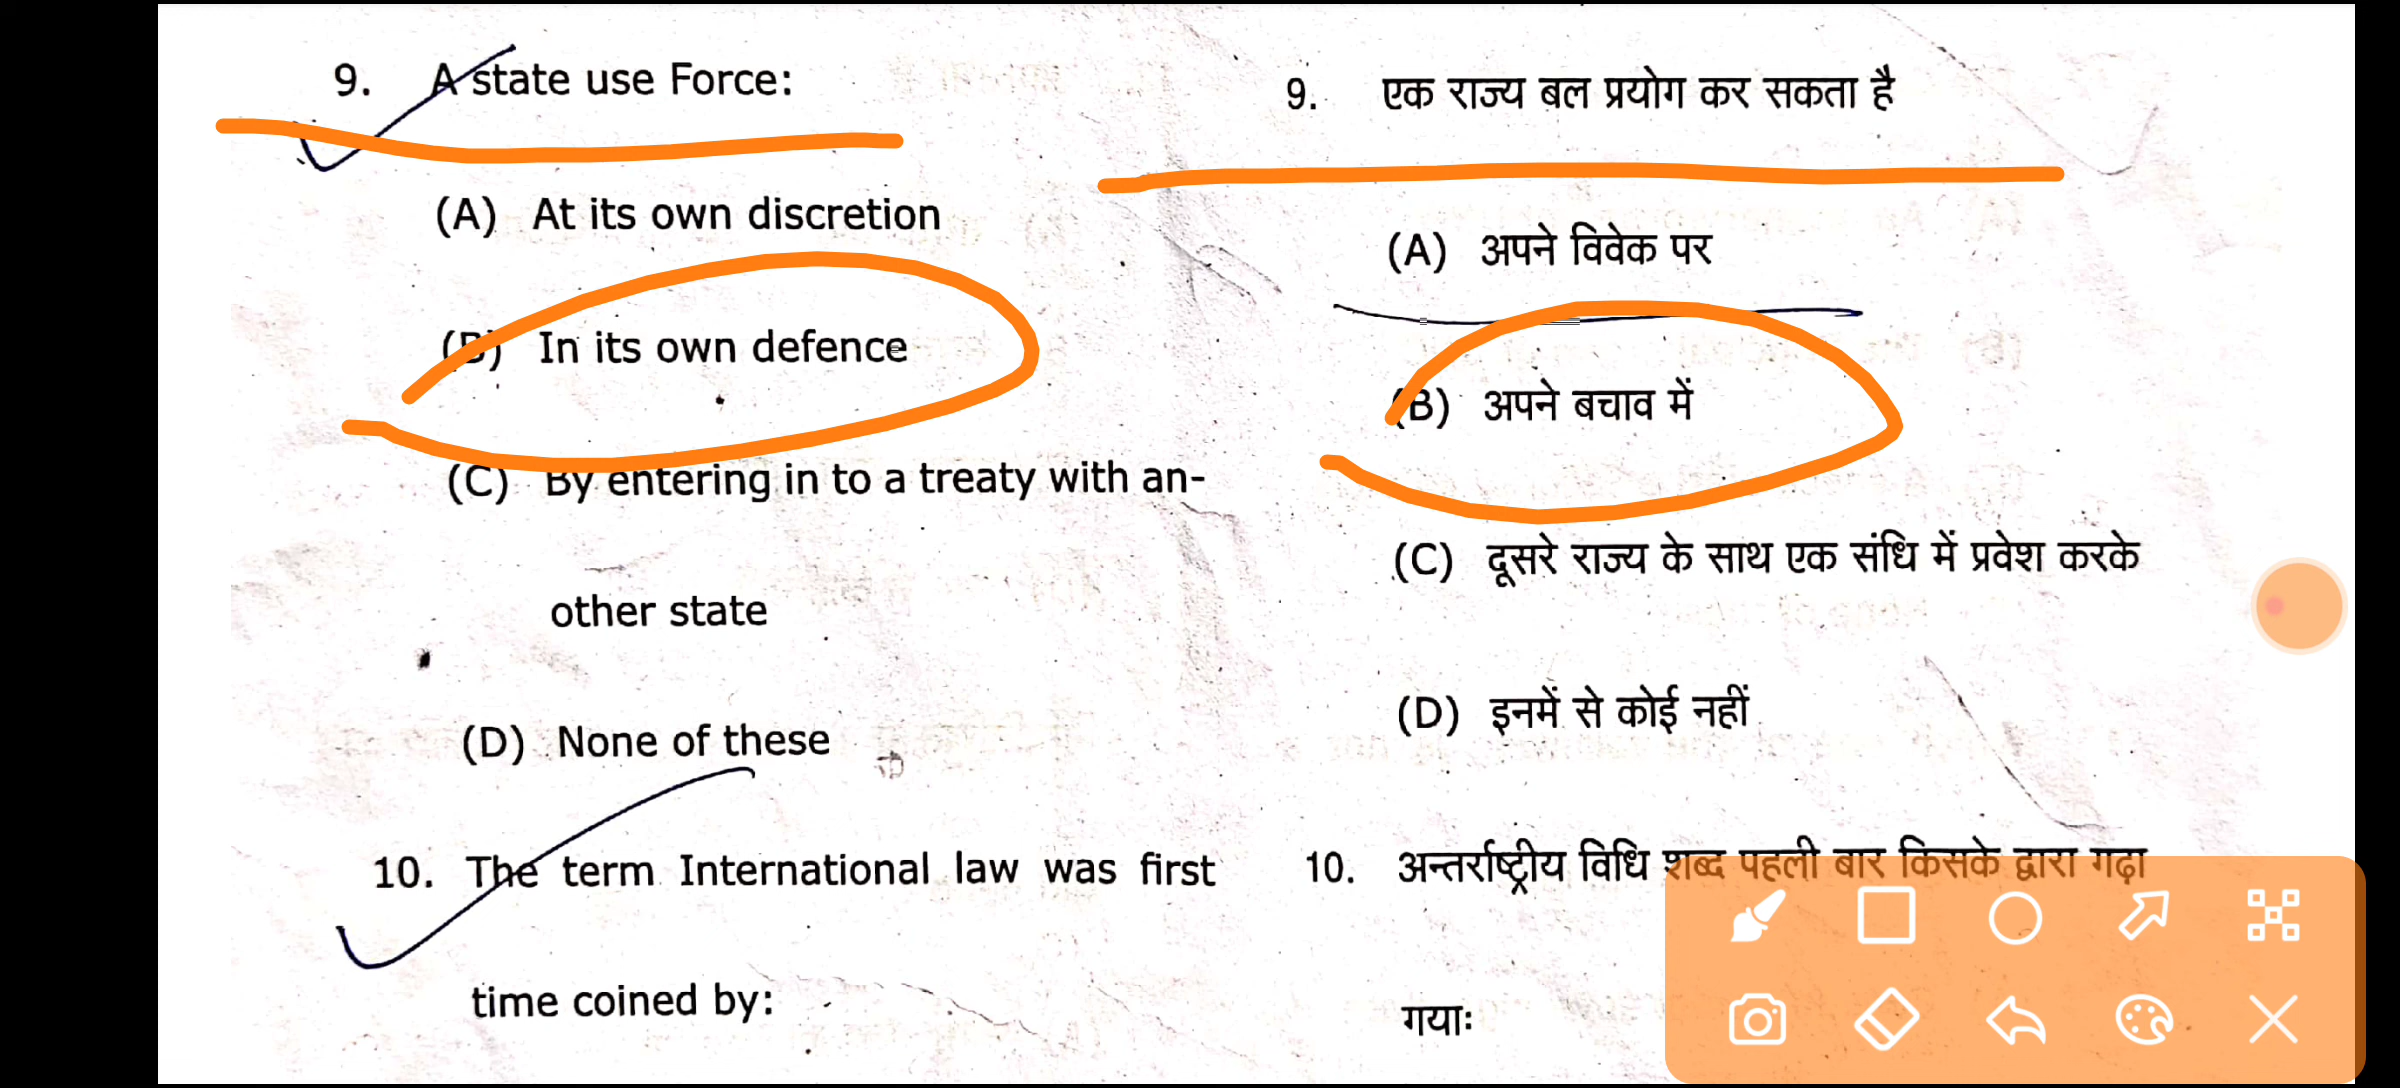 9. A state use Force:
(A) At its own discretion
(B) In its own defence
(C) By entering in to a treaty with an-
other state
(D) None of these
10. The term International law was first
time coined by:
9. एक राज्य बल प्रयोग कर सकता है
(A) अपने विवेक पर
(B) अपने बचाव में
(C) दूसरे राज्य के साथ एक संधि में प्रवेश करके
(D) इनमें से कोई नहीं
10. अन्तर्राष्ट्रीय विधि शब्द पहली बार किसके द्वारा गढ़ा
गयाः